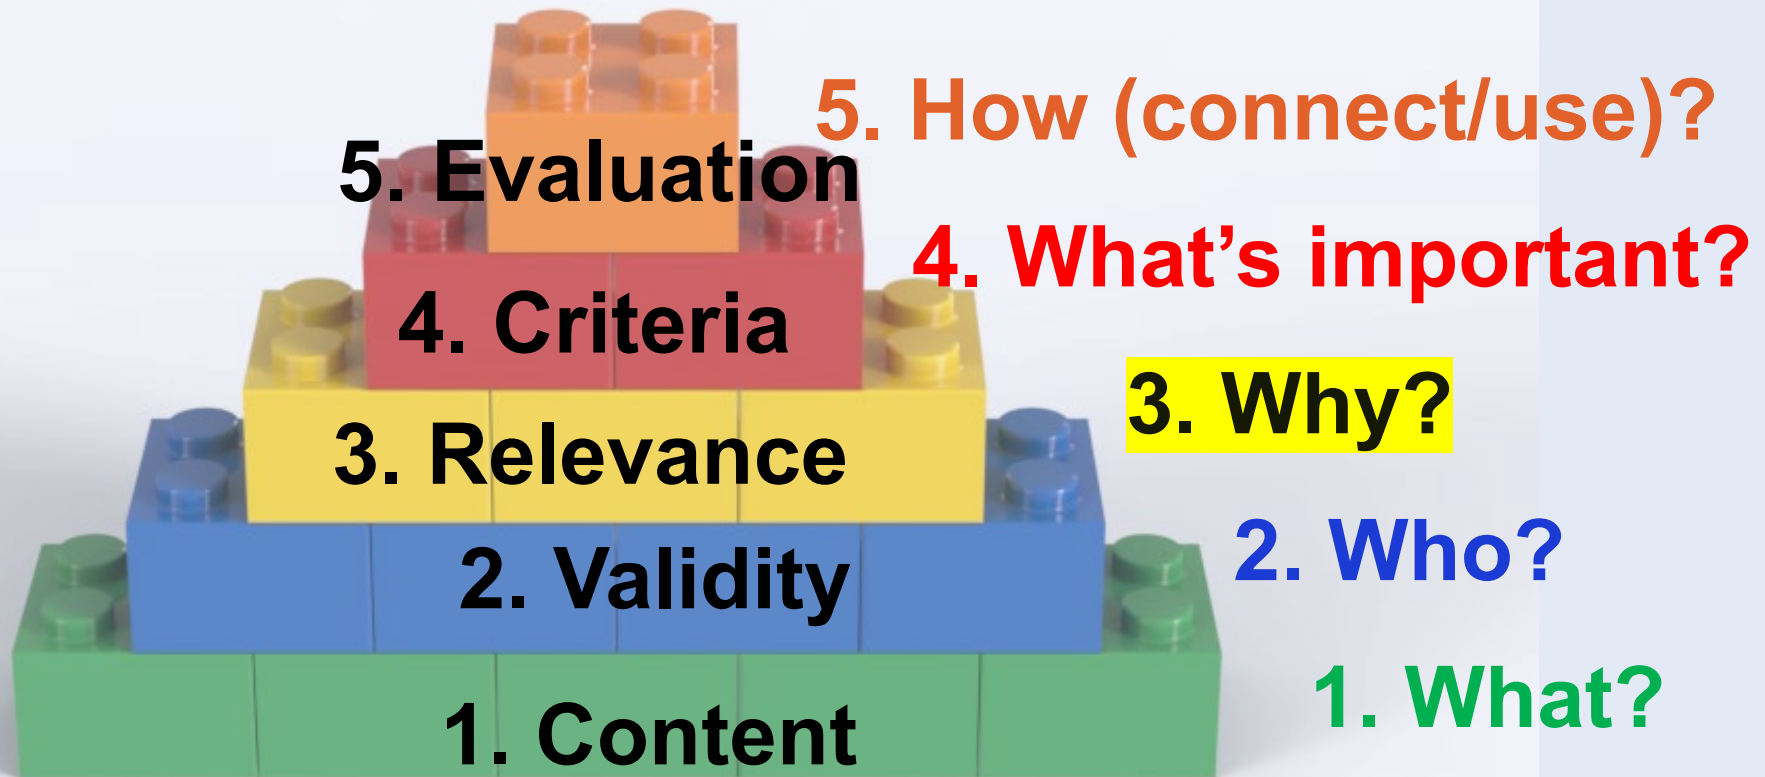 5. How (connect/use)?
5. Evaluation
4. What’s important?
4. Criteria
3. Why?
3. Relevance
2. Who?
2. Validity
1. What?
1. Content